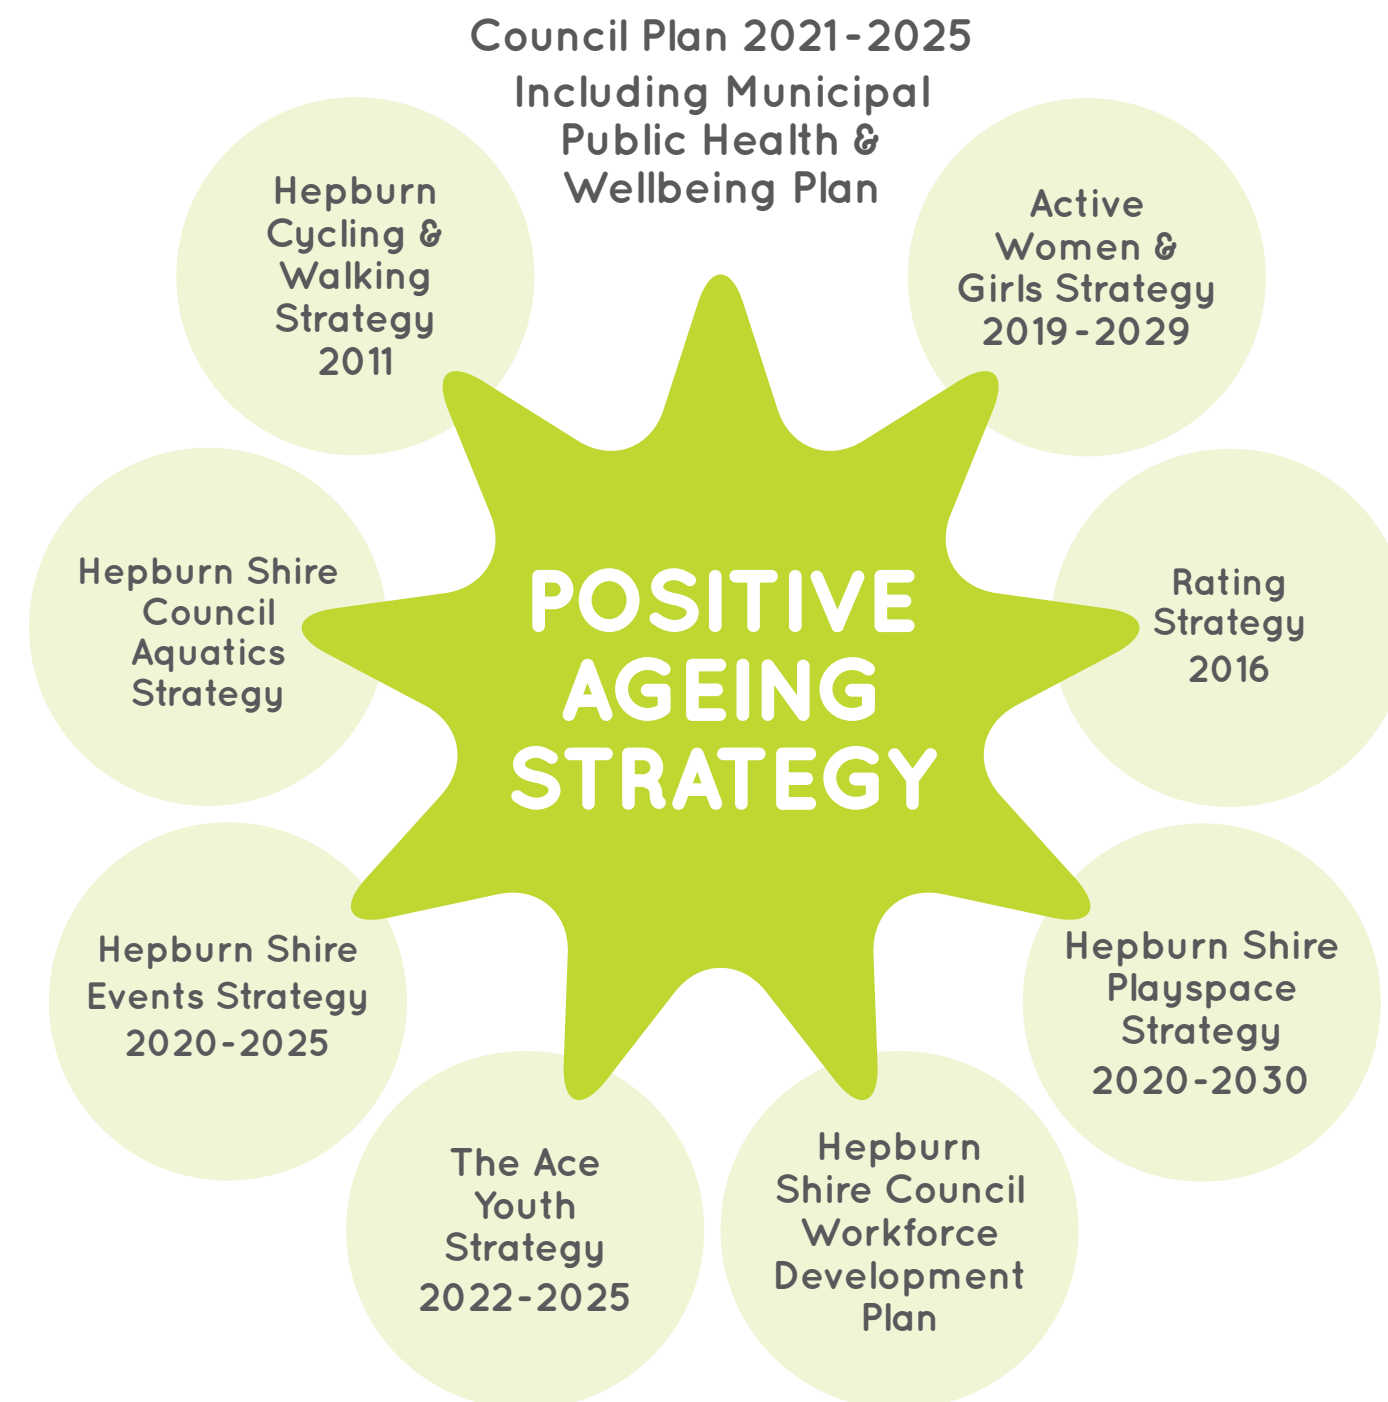 Council Plan 2021-2025
Including Municipal
Public Health &
Wellbeing Plan
Hepburn
Cycling &
Walking
Strategy
2011
Active
Women &
Girls Strategy
2019-2029
Hepburn Shire
Council
Aquatics
Strategy
POSITIVE
AGEING
STRATEGY
Rating
Strategy
2016
Hepburn Shire
Events Strategy
2020-2025
Hepburn Shire
Playspace
Strategy
2020-2030
The Ace
Youth
Strategy
2022-2025
Hepburn
Shire Council
Workforce
Development
Plan